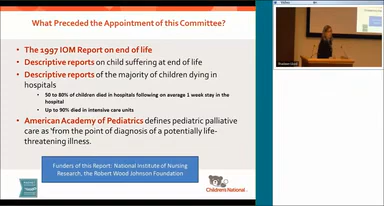 What Preceded the Appointment of this Committee?
• The 1997 IOM Report on end of life
• Descriptive reports on child suffering at end of life
• Descriptive reports of the majority of children dying in
hospitals
• 50 to 80% of children died in hospitals following on average 1 week stay in the
hospital
• Up to 90% died in intensive care units
• American Academy of Pediatrics defines pediatric palliative
care as 'from the point of diagnosis of a potentially life-
threatening illness.
Funders of this Report: National Institute of Nursing
Research, the Robert Wood Johnson Foundation
Children's National